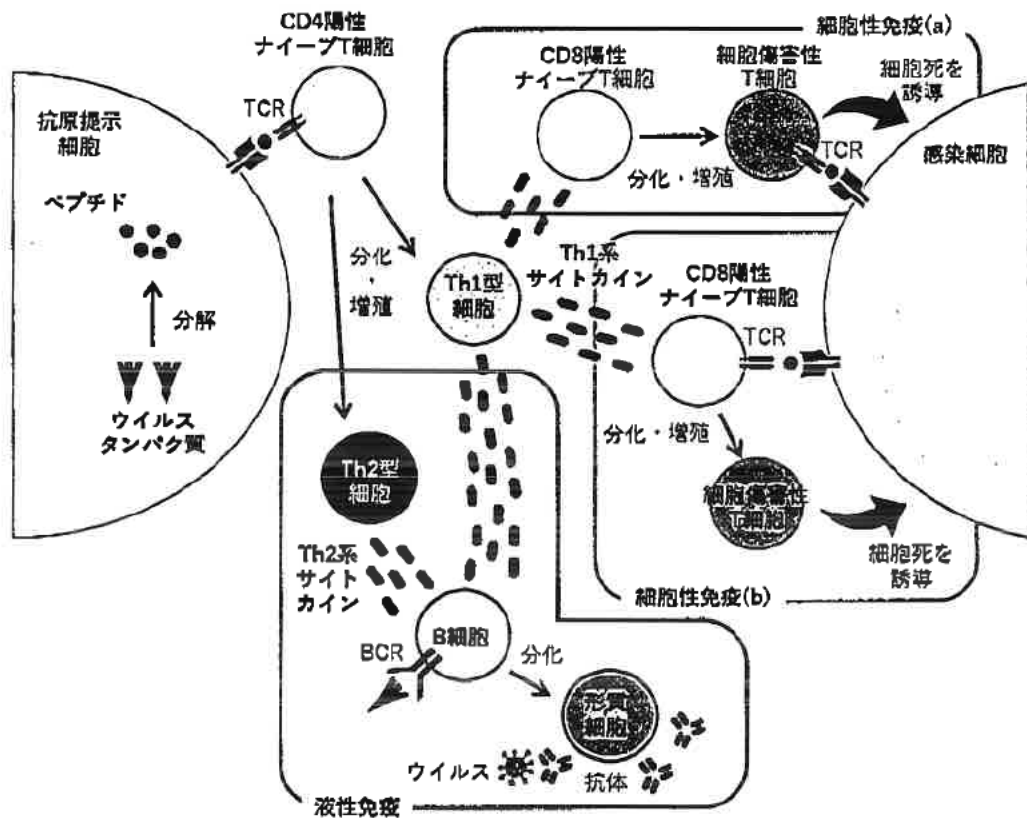 CD4陽性
ナイーブT細胞
TCR
抗原提示
細胞
ペプチド
分解
ウイルス
タンパク質
細胞性免疫(a)
CD8陽性
ナイーブT細胞
細胞傷害性
T細胞
細胞死を
誘導
TCR
分化・増殖
感染細胞
分化
・
増殖
Th1型
細胞
Th1系
サイトカイン
CD8陽性
ナイーブT細胞
TCR
分化・増殖
細胞傷害性
T細胞
細胞死を
誘導
細胞性免疫(b)
Th2型
細胞
Th2系
サイト
カイン
B細胞
BCR
分化
形質
細胞
ウイルス
抗体
液性免疫